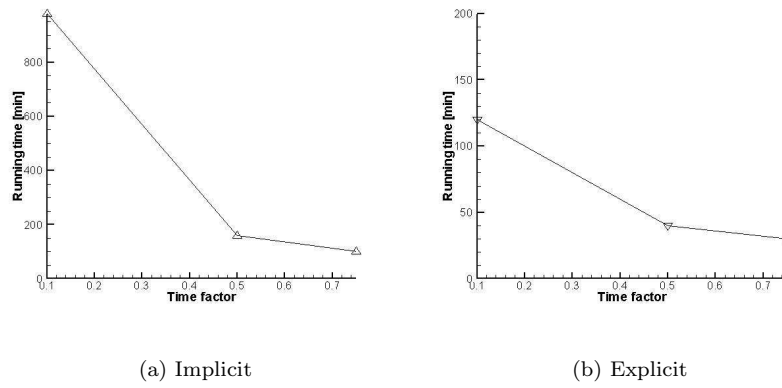 Running time [min]
800
600
400
200
0
0.1 0.2 0.3 0.4 0.5 0.6 0.7
Time factor
(a) Implicit
Running time [min]
200
150
100
50
0
0.1 0.2 0.3 0.4 0.5 0.6 0.7
Time factor
(b) Explicit